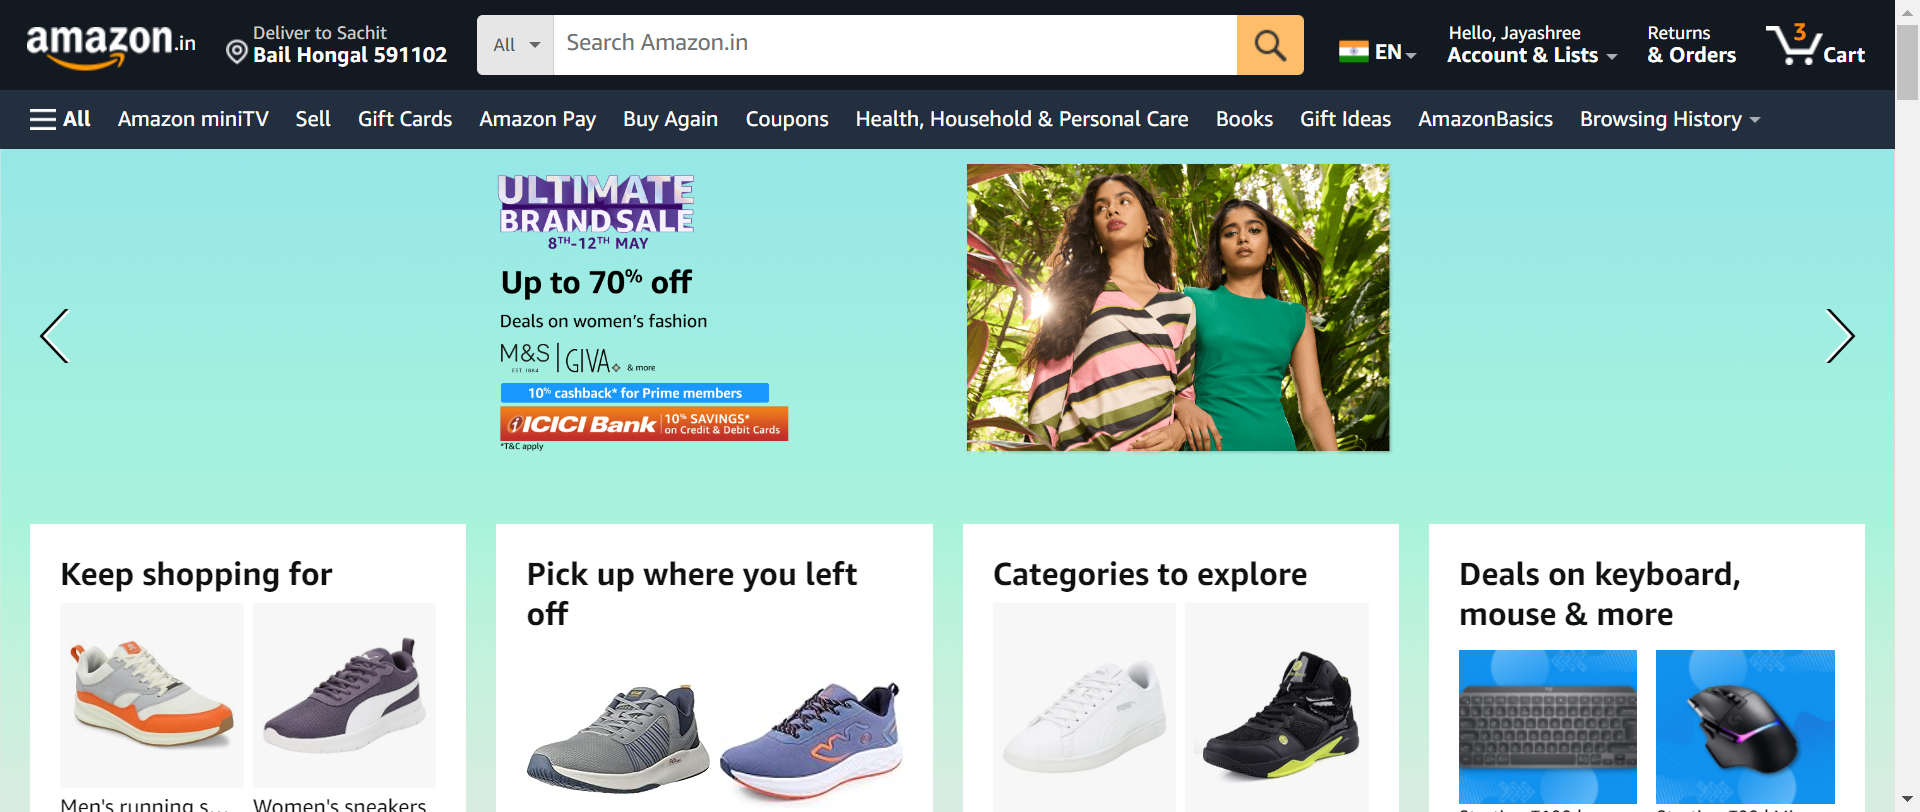 amazon.in
Deliver to Sachit
Bail Hongal 591102
All
Search Amazon.in
EN
Hello, Jayashree
Account & Lists
Returns
& Orders
3
Cart
All
Amazon miniTV
Sell
Gift Cards
Amazon Pay
Buy Again
Coupons
Health, Household & Personal Care
Books
Gift Ideas
AmazonBasics
Browsing History
ULTIMATE
BRAND SALE
8TH-12TH MAY
Up to 70% off
Deals on women's fashion
M&S
EST. 1884
GIVA
& more
10% cashback* for Prime members
ICICI Bank
10% SAVINGS*
on Credit & Debit Cards
*T&C apply
Keep shopping for
Men's running s...
Women's sneakers
Pick up where you left
off
Categories to explore
Deals on keyboard,
mouse & more